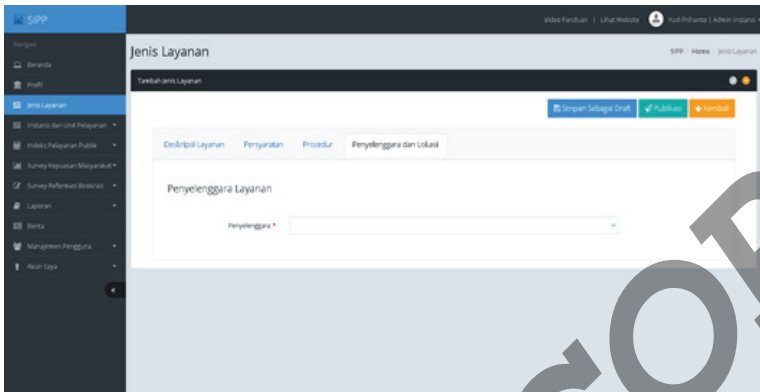 SIPP
Video Panduan | Lihat Website Yudi Prihanto | Admin Instansi
Navigasi
Beranda
Profil
Jenis Layanan
Instansi dan Unit Pelayanan
Indeks Pelayanan Publik
Survey Kepuasan Masyarakat
Survey Reformasi Birokrasi
Laporan
Berita
Manajemen Pengguna
Akun Saya
Jenis Layanan
SIPP Home Jenis Layanan
Tambah Jenis Layanan
Simpan Sebagai Draft Publikasi Kembali
Deskripsi Layanan Persyaratan Prosedur Penyelenggara dan Lokasi
Penyelenggara Layanan
Penyelenggara *